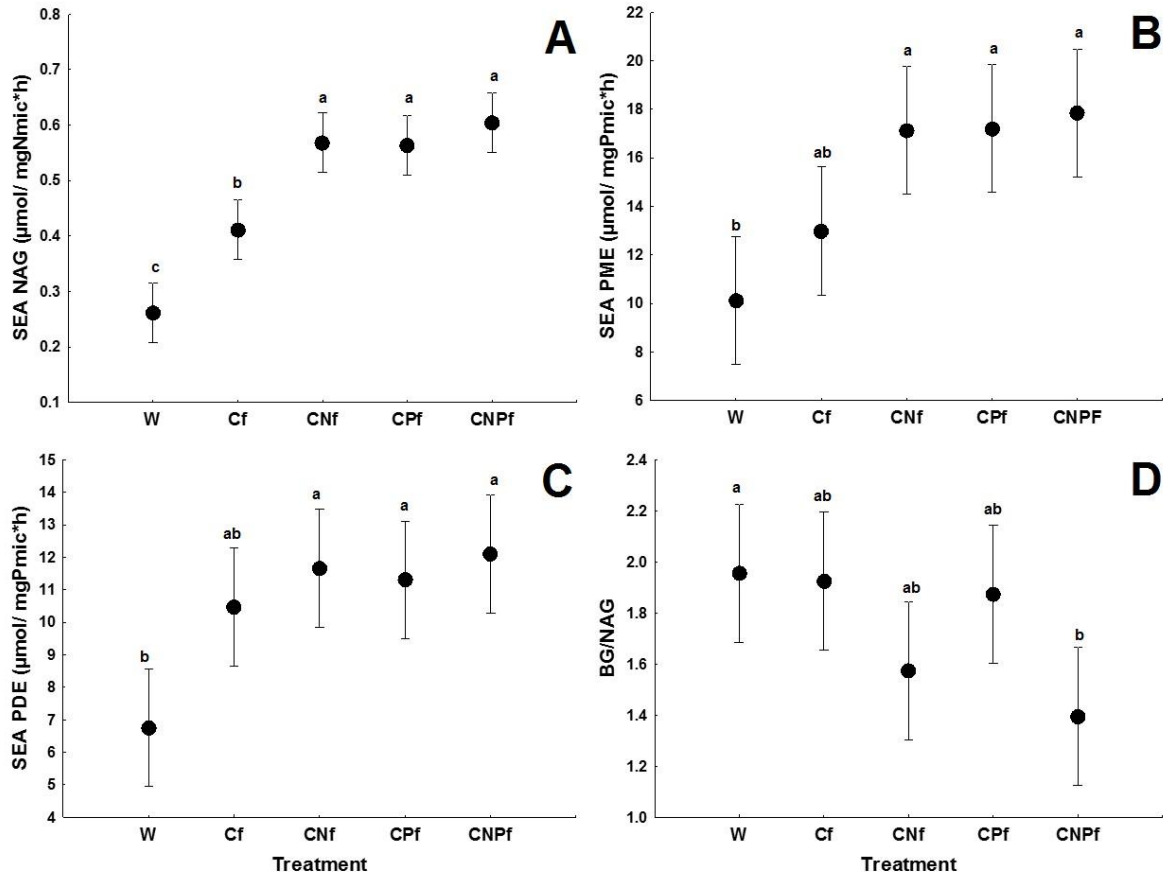 A
SEA NAG (µmol/ mgNmic*h)
0.8
0.7
0.6
0.5
0.4
0.3
0.2
0.1
c
b
a
a
a
W Cf CNf CPf CNPf
B
SEA PME (µmol/ mgPmic*h)
22
20
18
16
14
12
10
8
6
b
ab
a
a
a
W Cf CNf CPf CNPF
C
SEA PDE (µmol/ mgPmic*h)
15
14
13
12
11
10
9
8
7
6
5
4
b
ab
a
a
a
W Cf CNf CPf CNPf
Treatment
D
BG/NAG
2.4
2.2
2.0
1.8
1.6
1.4
1.2
1.0
a
ab
ab
ab
b
W Cf CNf CPf CNPf
Treatment